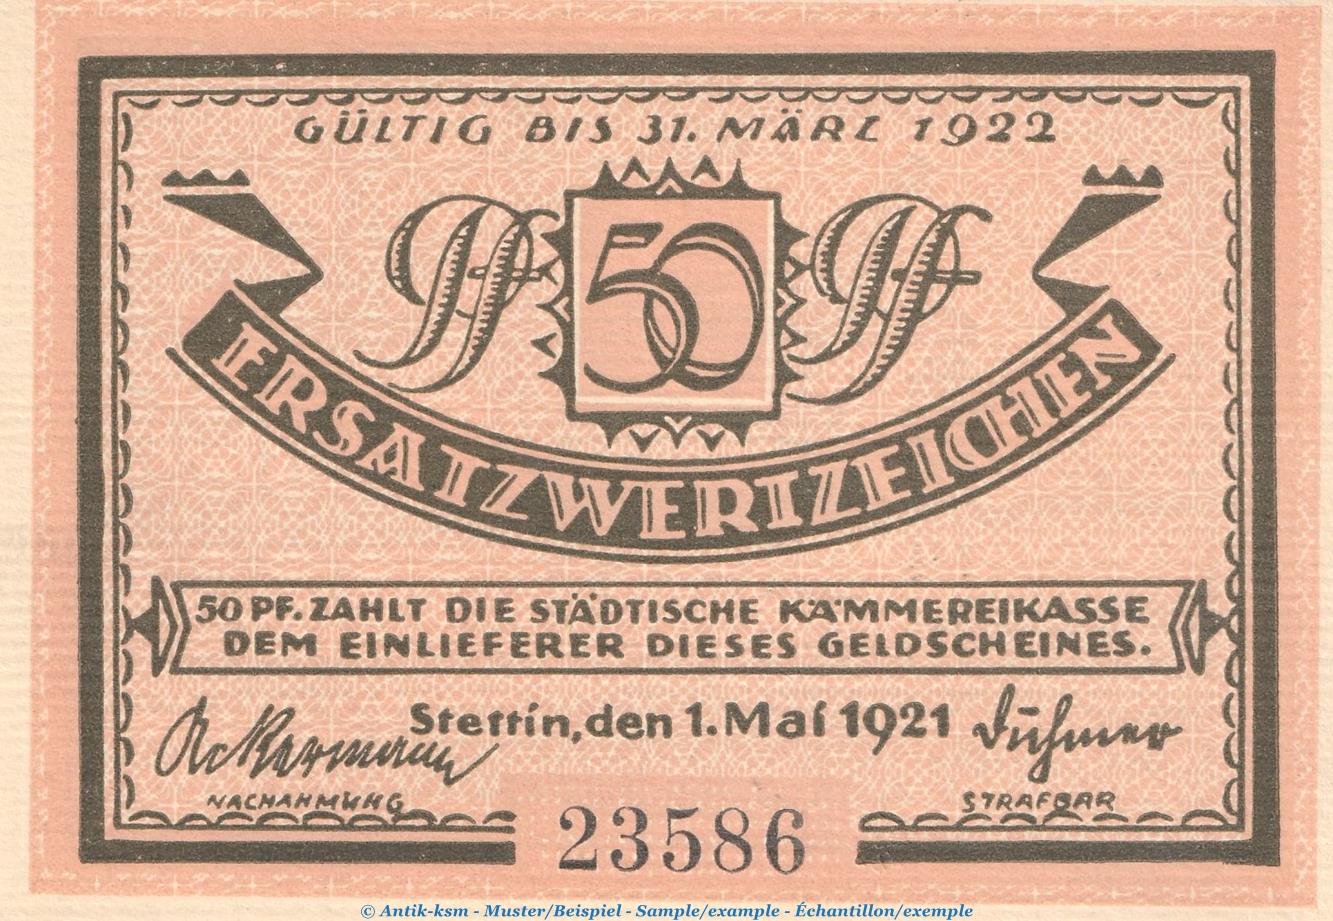 GÜLTIG BIS 31. MÄRZ 1922
Pf 50 Pf
ERSATZWERTZEICHEN
50 PF. ZAHLT DIE STÄDTISCHE KÄMMEREIKASSE
DEM EINLIEFERER DIESES GELDSCHEINES.
Stettin, den 1. Mai 1921
Ackermann
NACHAHMUNG
STRAFBAR
23586
© Antik-ksm - Muster/Beispiel - Sample/example - Échantillon/exemple